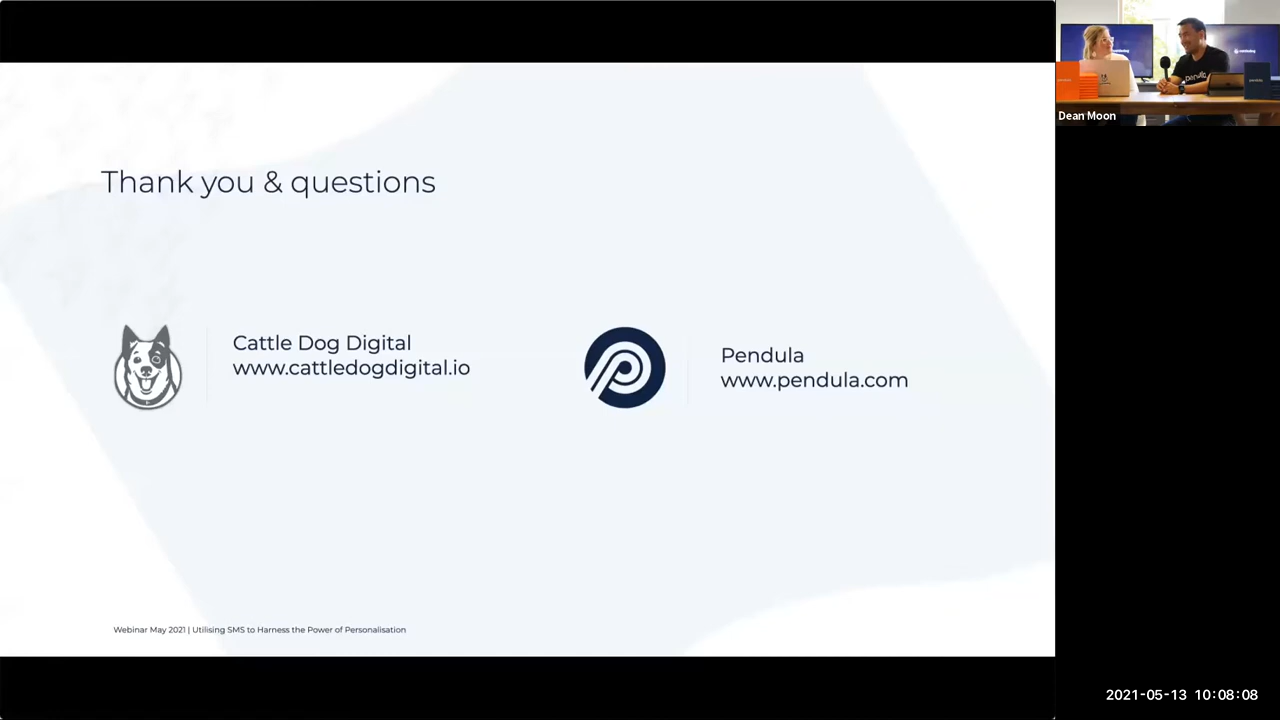 Thank you & questions
Cattle Dog Digital
www.cattledogdigital.io
Pendula
www.pendula.com
Webinar May 2021 | Utilising SMS to Harness the Power of Personalisation
Dean Moon
2021-05-13 10:08:08